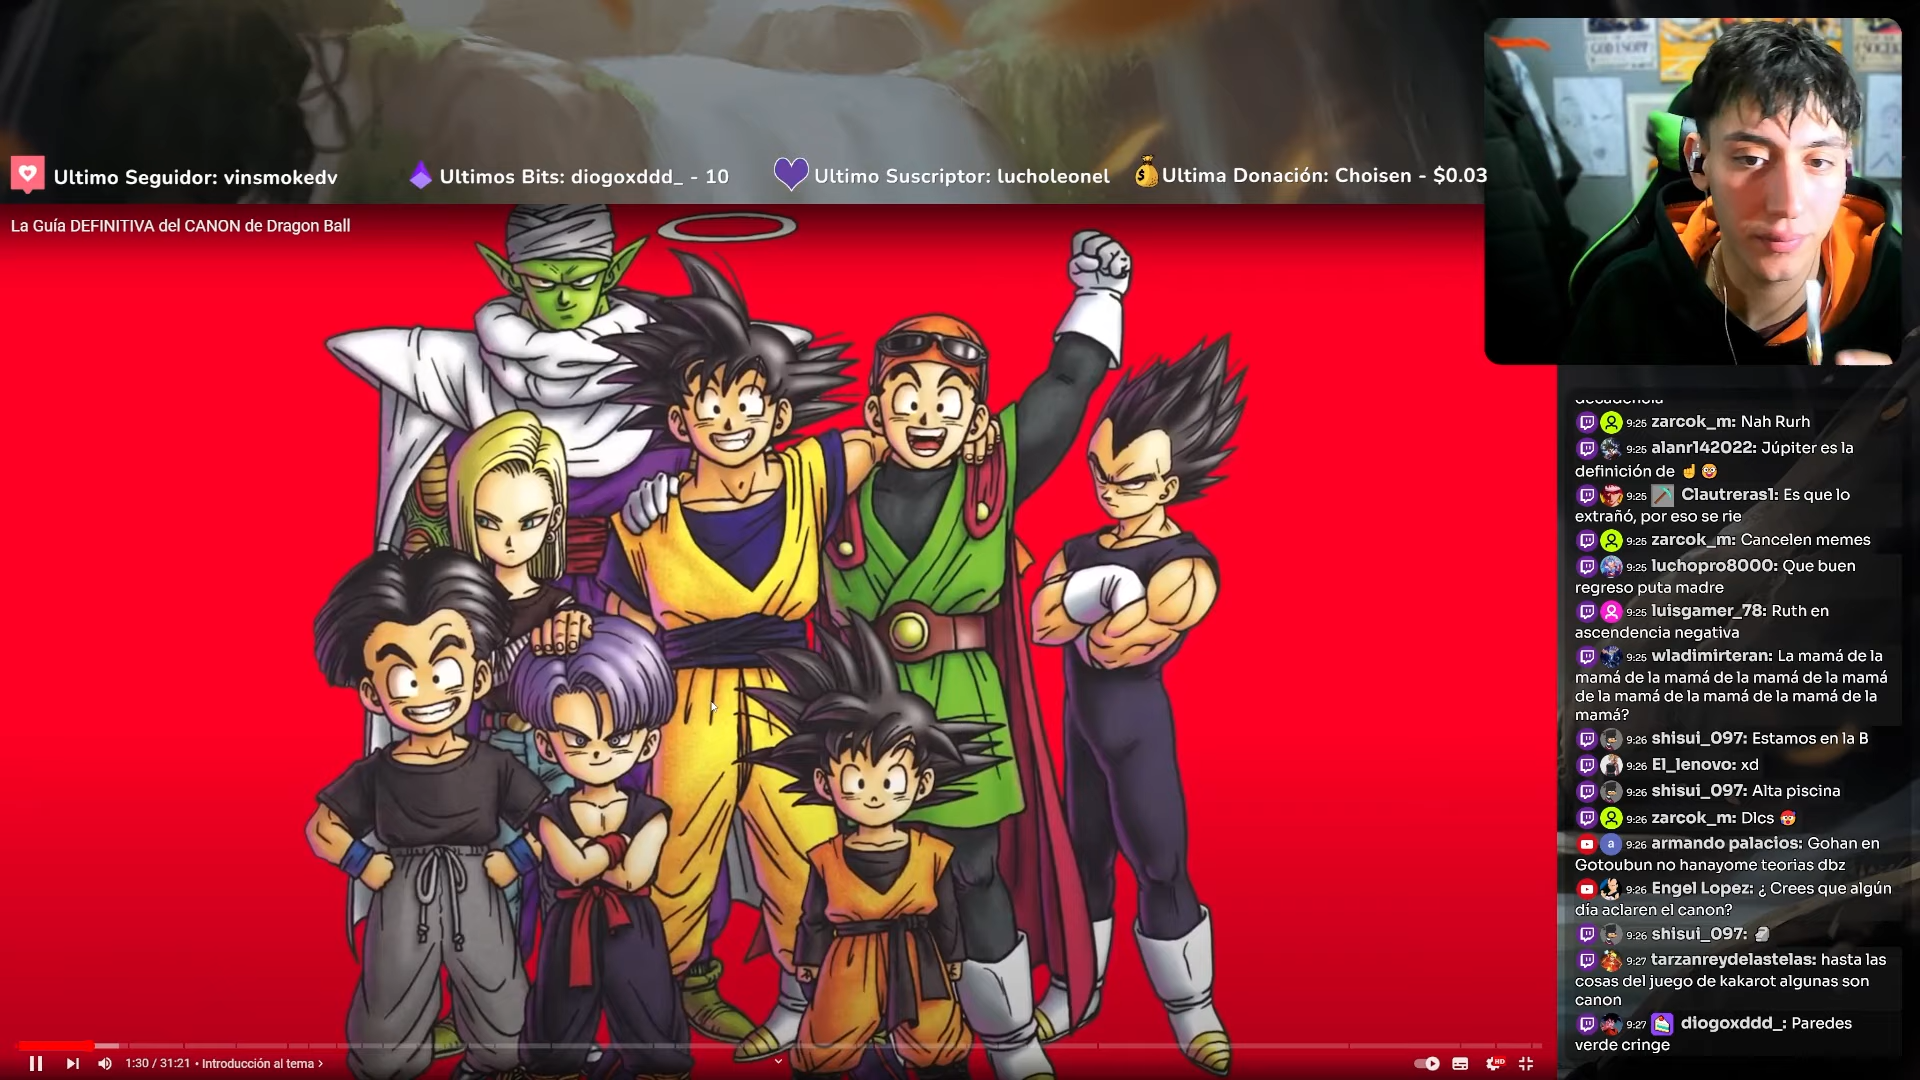 Ultimo Seguidor: vinsmokedv
Ultimos Bits: diogoxddd_ - 10
Ultimo Suscriptor: lucholeonel
Ultima Donación: Choisen - $0.03
La Guía DEFINITIVA del CANON de Dragon Ball
decadencia
9:25 zarcok_m: Nah Rurh
9:25 alanr142022: Júpiter es la
definición de ☝️🤡
9:25 Clautreras1: Es que lo
extrañó, por eso se rie
9:25 zarcok_m: Cancelen memes
9:25 luchopro8000: Que buen
regreso puta madre
9:25 luisgamer_78: Ruth en
ascendencia negativa
9:25 wladimirteran: La mamá de la
mamá de la mamá de la mamá de la mamá
de la mamá de la mamá de la mamá de la
mamá?
9:26 shisui_097: Estamos en la B
9:26 El_lenovo: xd
9:26 shisui_097: Alta piscina
9:26 zarcok_m: Dlcs 🤯
9:26 armando palacios: Gohan en
Gotoubun no hanayome teorias dbz
9:26 Engel Lopez: ¿ Crees que algún
día aclaren el canon?
9:26 shisui_097: 🗿
9:27 tarzanreydelastelas: hasta las
cosas del juego de kakarot algunas son
canon
9:27 diogoxddd_: Paredes
verde cringe
1:30 / 31:21 • Introducción al tema ›
HD